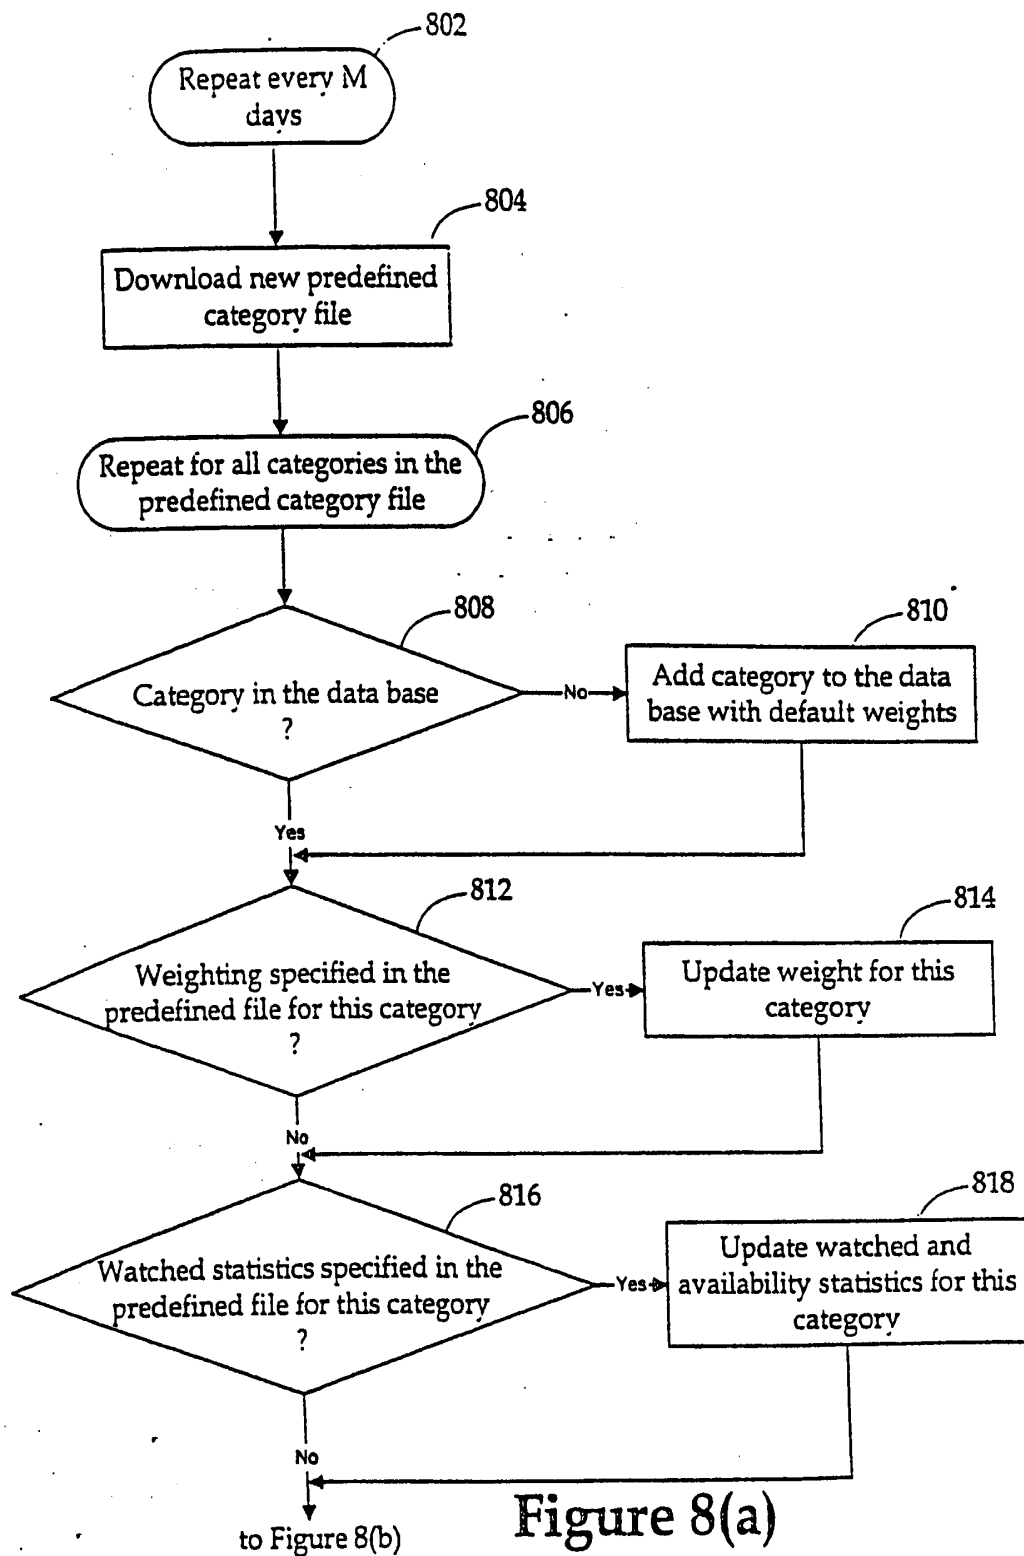 802
Repeat every M
days
804
Download new predefined
category file
806
Repeat for all categories in the
predefined category file
808
Category in the data base
?
No
810
Add category to the data
base with default weights
Yes
812
Weighting specified in the
predefined file for this category
?
Yes
814
Update weight for this
category
No
816
Watched statistics specified in the
predefined file for this category
?
Yes
818
Update watched and
availability statistics for this
category
No
to Figure 8(b)
Figure 8(a)